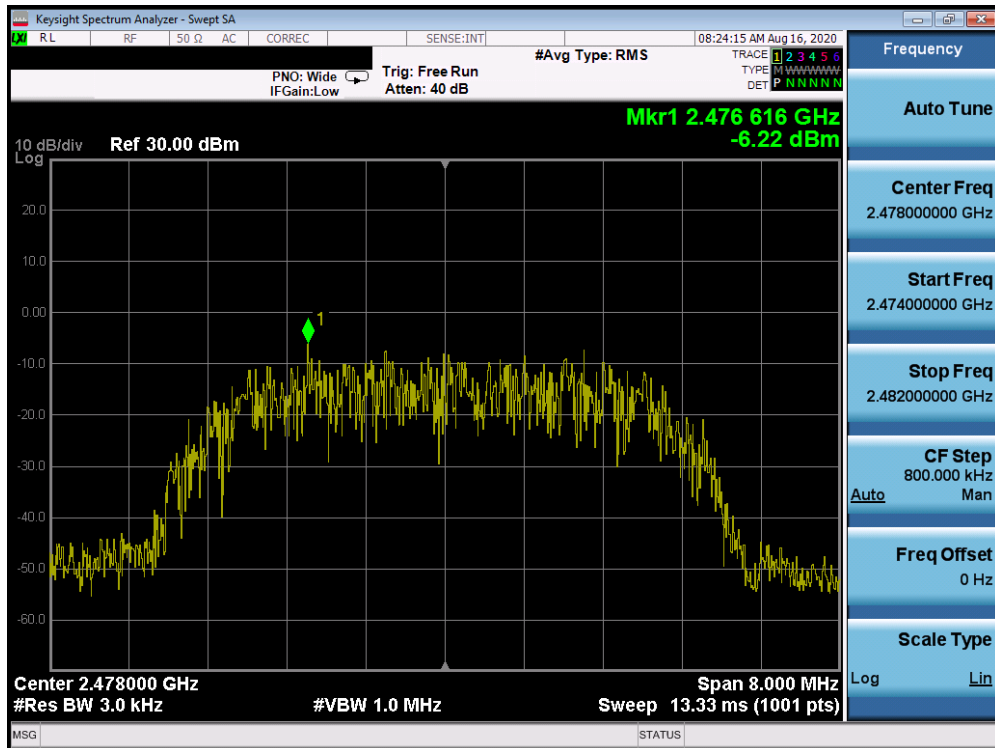 Keysight Spectrum Analyzer - Swept SA
LXI RL RF 50 Ω AC CORREC SENSE:INT 08:24:15 AM Aug 16, 2020
#Avg Type: RMS TRACE 1 2 3 4 5 6
PNO: Wide Trig: Free Run TYPE M WWWWW
IFGain:Low Atten: 40 dB DET P N N N N N
Mkr1 2.476 616 GHz
-6.22 dBm
10 dB/div Ref 30.00 dBm
Log
20.0
10.0
0.00
1
-10.0
-20.0
-30.0
-40.0
-50.0
-60.0
Center 2.478000 GHz Span 8.000 MHz
#Res BW 3.0 kHz #VBW 1.0 MHz Sweep 13.33 ms (1001 pts)
MSG STATUS
Frequency
Auto Tune
Center Freq
2.478000000 GHz
Start Freq
2.474000000 GHz
Stop Freq
2.482000000 GHz
CF Step
800.000 kHz
Auto Man
Freq Offset
0 Hz
Scale Type
Log Lin